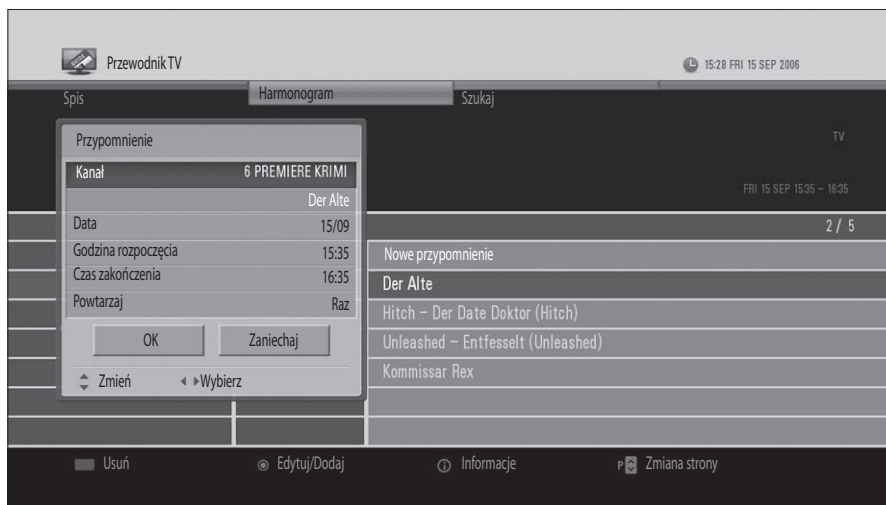 Przewodnik TV
15:28 FRI 15 SEP 2006
Spis Harmonogram Szukaj
TV
FRI 15 SEP 15:35 ~ 16:35
2 / 5
Przypomnienie
Kanał 6 PREMIERE KRIMI
Der Alte
Data 15/09
Godzina rozpoczęcia 15:35
Czas zakończenia 16:35
Powtarzaj Raz
OK Zaniechaj
Zmień Wybierz
Nowe przypomnienie
Der Alte
Hitch – Der Date Doktor (Hitch)
Unleashed – Entfesselt (Unleashed)
Kommissar Rex
Usuń Edytuj/Dodaj Informacje P Zmiana strony